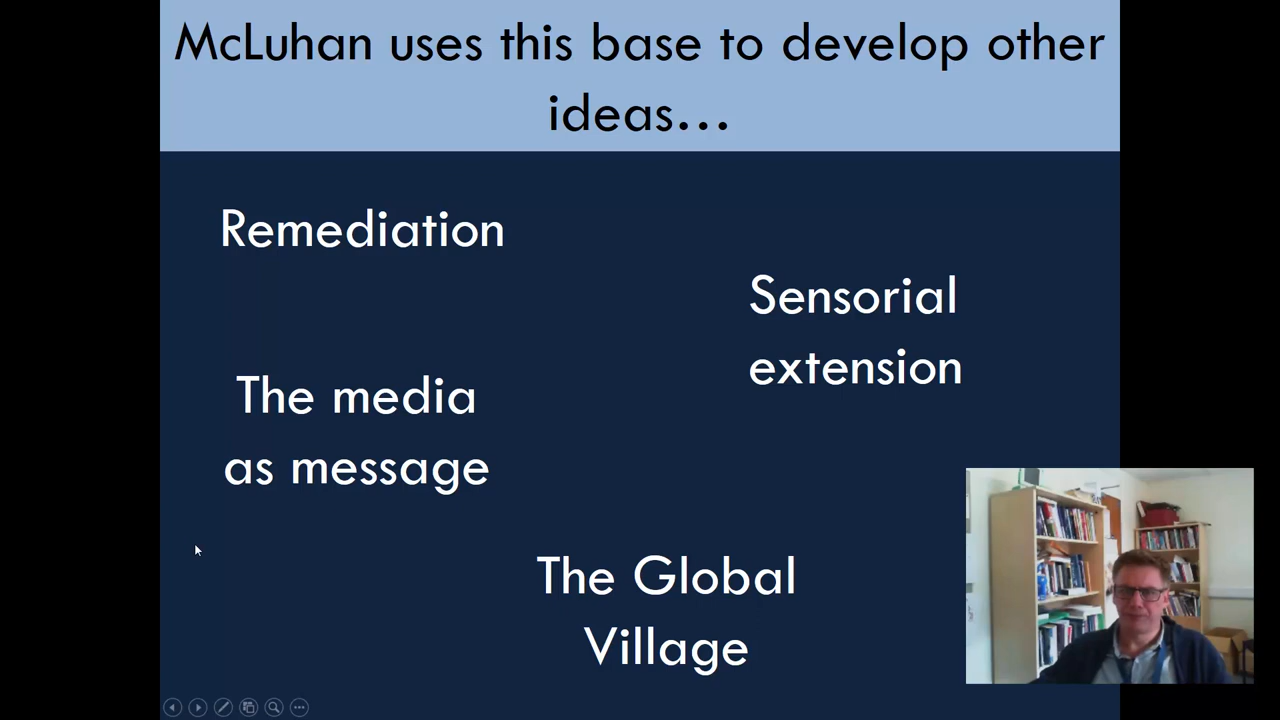 McLuhan uses this base to develop other
ideas...
Remediation
Sensorial
extension
The media
as message
The Global
Village